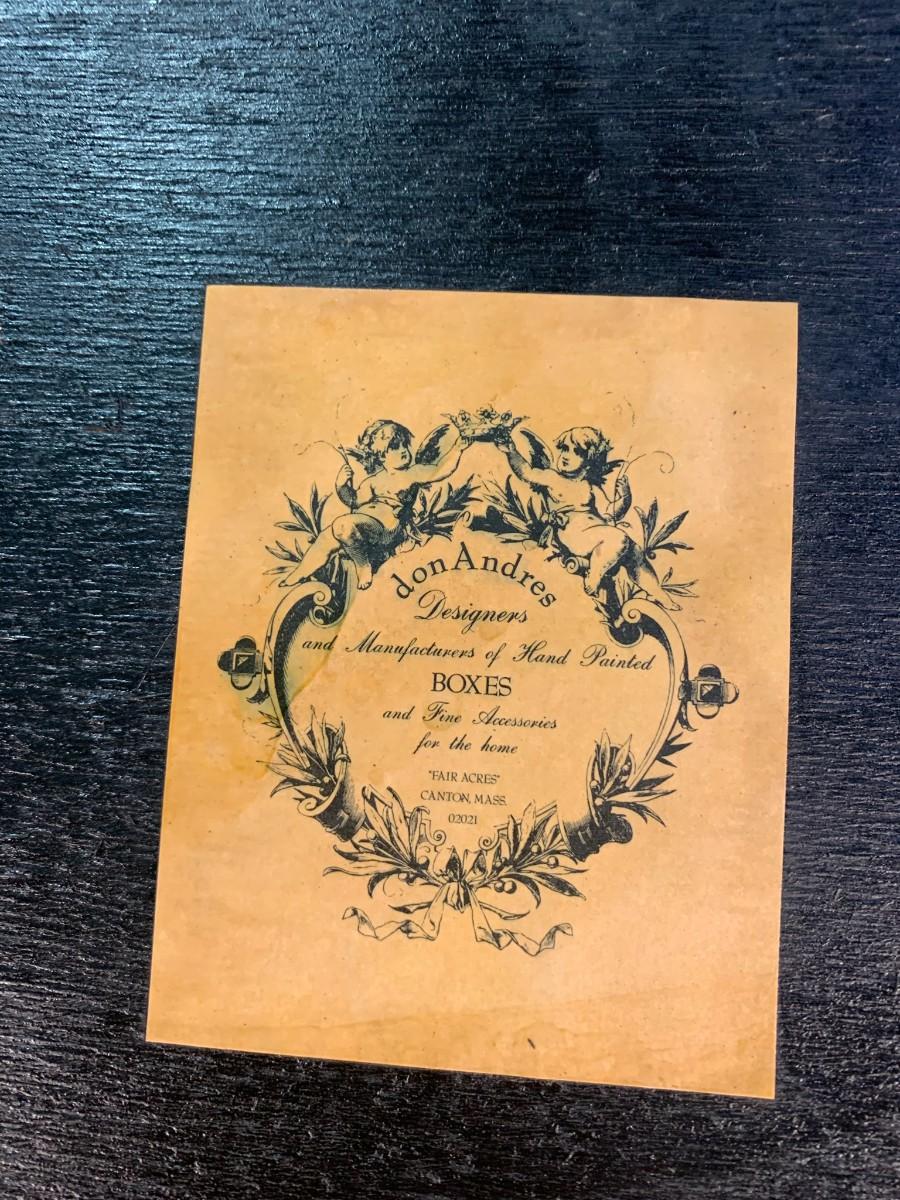 donAndres
Designers
and Manufacturers of Hand Painted
BOXES
and Fine Accessories
for the home
"FAIR ACRES"
CANTON, MASS.
02021